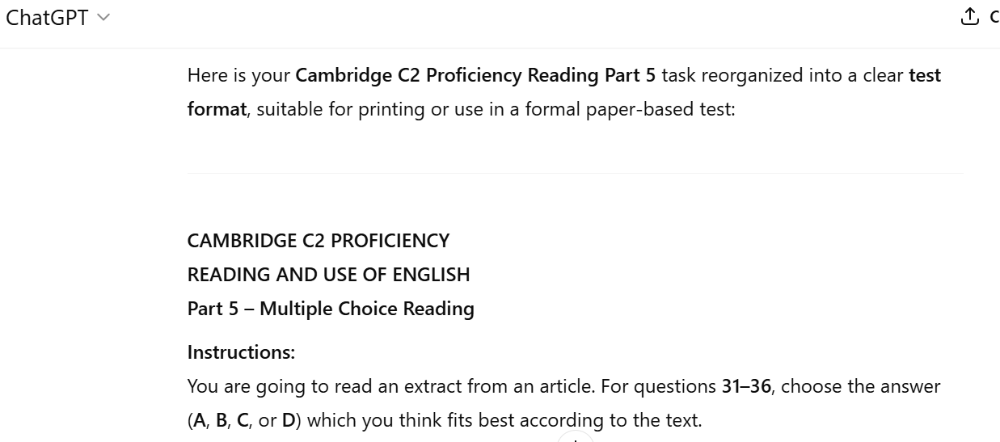 ChatGPT
C
Here is your Cambridge C2 Proficiency Reading Part 5 task reorganized into a clear test
format, suitable for printing or use in a formal paper-based test:
CAMBRIDGE C2 PROFICIENCY
READING AND USE OF ENGLISH
Part 5 – Multiple Choice Reading
Instructions:
You are going to read an extract from an article. For questions 31–36, choose the answer
(A, B, C, or D) which you think fits best according to the text.